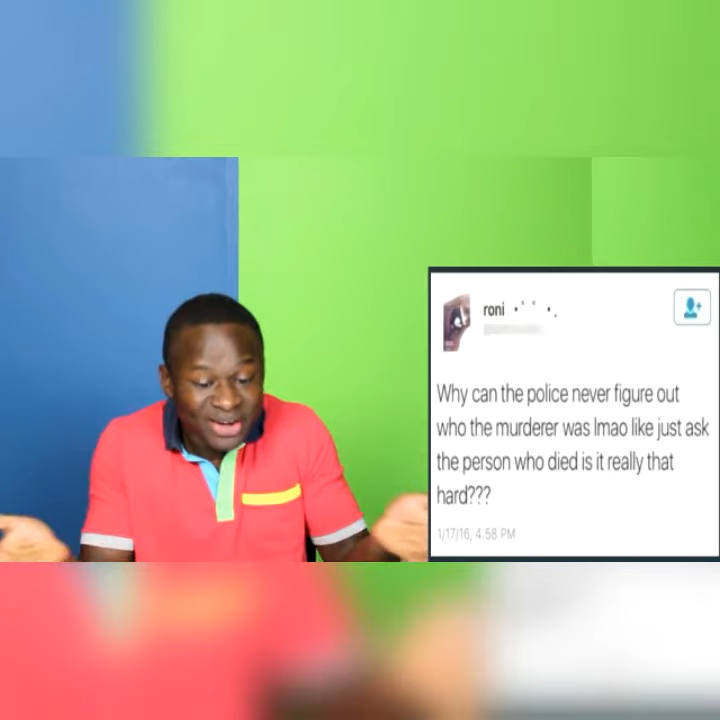 roni
Why can the police never figure out
who the murderer was lmao like just ask
the person who died is it really that
hard???
1/17/16, 4:58 PM